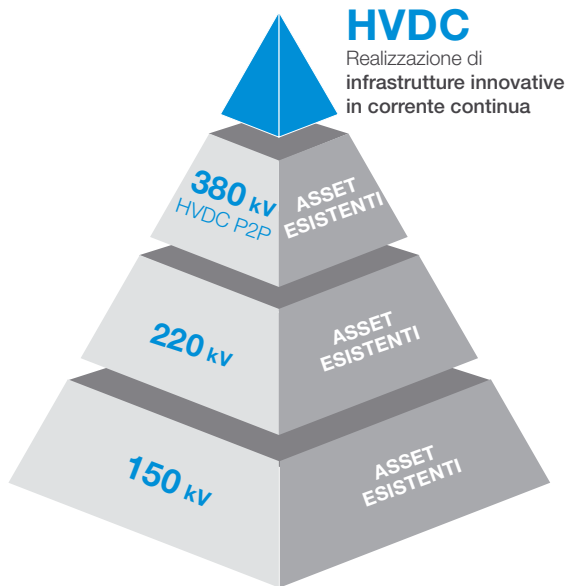 HVDC
Realizzazione di
infrastrutture innovative
in corrente continua
380 kV
HVDC P2P
ASSET
ESISTENTI
220 kV
ASSET
ESISTENTI
150 kV
ASSET
ESISTENTI